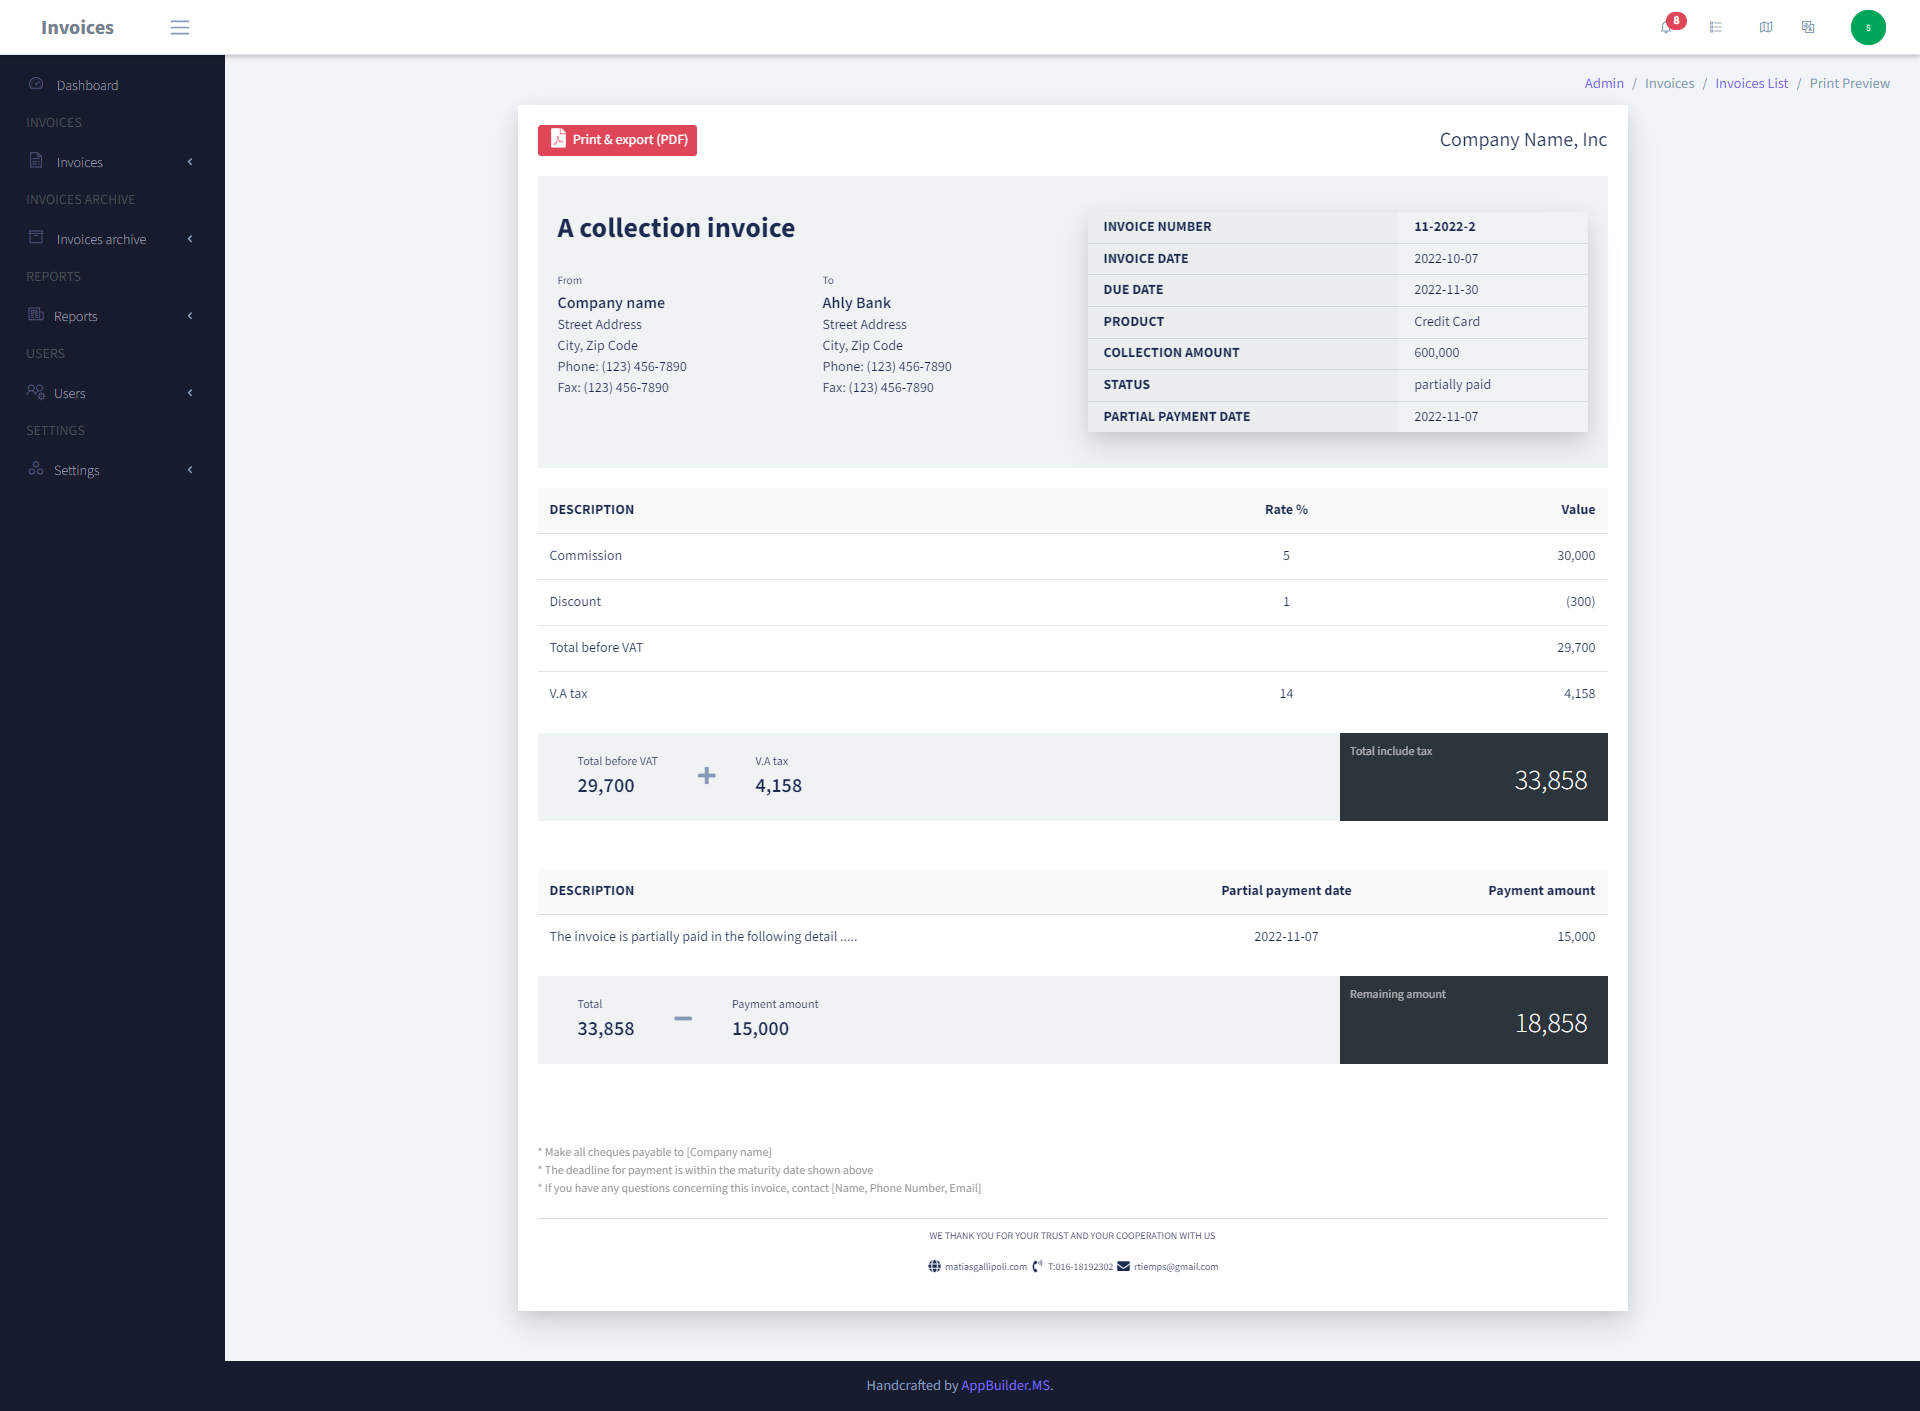 Invoices
8
S
Dashboard
INVOICES
Invoices
INVOICES ARCHIVE
Invoices archive
REPORTS
Reports
USERS
Users
SETTINGS
Settings
Admin / Invoices / Invoices List / Print Preview
Print & export (PDF)
Company Name, Inc
A collection invoice
From
Company name
Street Address
City, Zip Code
Phone: (123) 456-7890
Fax: (123) 456-7890
To
Ahly Bank
Street Address
City, Zip Code
Phone: (123) 456-7890
Fax: (123) 456-7890
INVOICE NUMBER 11-2022-2
INVOICE DATE 2022-10-07
DUE DATE 2022-11-30
PRODUCT Credit Card
COLLECTION AMOUNT 600,000
STATUS partially paid
PARTIAL PAYMENT DATE 2022-11-07
DESCRIPTION Rate % Value
Commission 5 30,000
Discount 1 (300)
Total before VAT 29,700
V.A tax 14 4,158
Total before VAT
29,700
V.A tax
4,158
Total include tax
33,858
DESCRIPTION Partial payment date Payment amount
The invoice is partially paid in the following detail ..... 2022-11-07 15,000
Total
33,858
Payment amount
15,000
Remaining amount
18,858
* Make all cheques payable to [Company name]
* The deadline for payment is within the maturity date shown above
* If you have any questions concerning this invoice, contact [Name, Phone Number, Email]
WE THANK YOU FOR YOUR TRUST AND YOUR COOPERATION WITH US
matiasgallipoli.com T:016-18192302 rtiemps@gmail.com
Handcrafted by AppBuilder.MS.